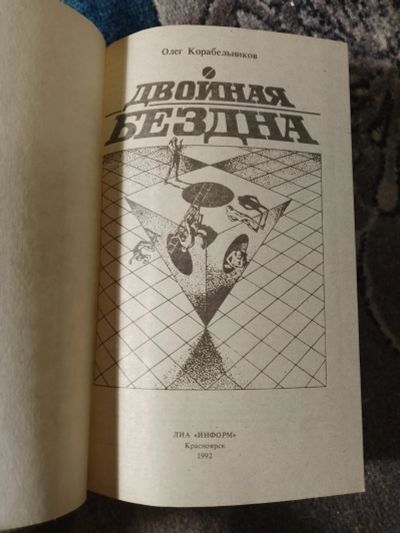 Олег Корабельников
ДВОЙНАЯ
БЕЗДНА
ЛИА «ИНФОРМ»
Красноярск
1992